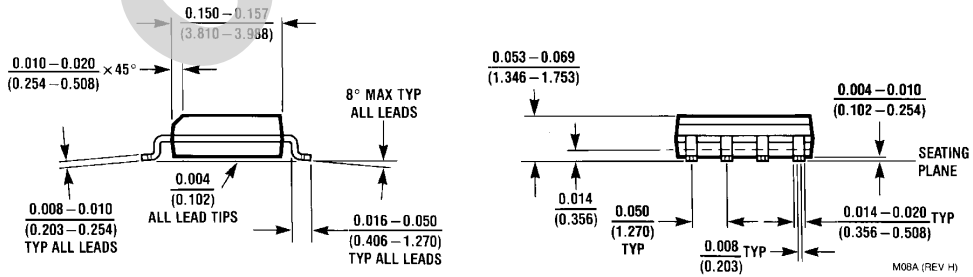 0.150 – 0.157
(3.810 – 3.988)
0.010 – 0.020
(0.254 – 0.508)
× 45°
8° MAX TYP
ALL LEADS
0.004
(0.102)
ALL LEAD TIPS
0.008 – 0.010
(0.203 – 0.254)
TYP ALL LEADS
0.016 – 0.050
(0.406 – 1.270)
TYP ALL LEADS
0.053 – 0.069
(1.346 – 1.753)
0.004 – 0.010
(0.102 – 0.254)
SEATING
PLANE
0.014
(0.356)
0.050
(1.270)
TYP
0.014 – 0.020 TYP
(0.356 – 0.508)
0.008 TYP
(0.203)
M08A (REV H)